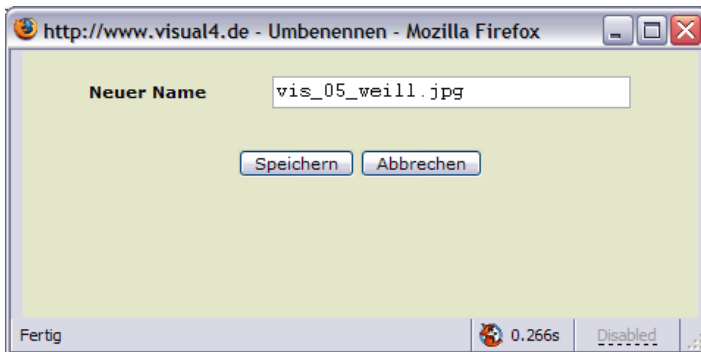 http://www.visual4.de - Umbenennen - Mozilla Firefox
Neuer Name vis_05_weill.jpg
Speichern Abbrechen
Fertig 0.266s Disabled